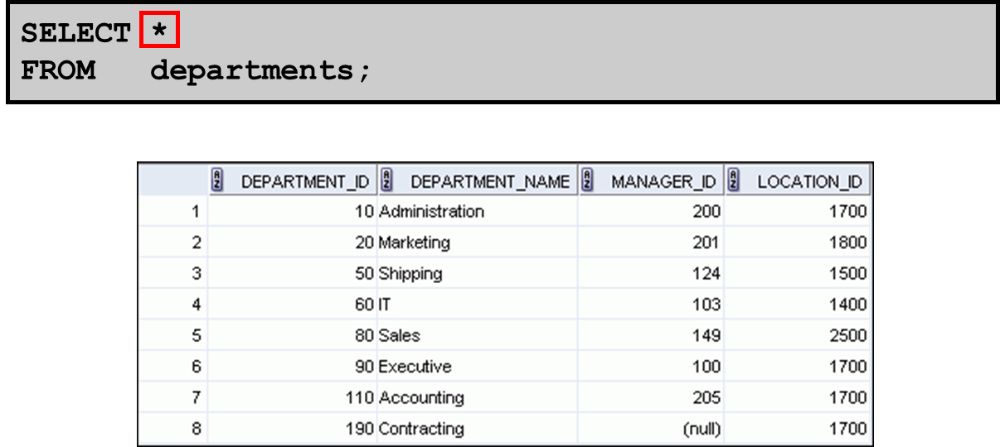 SELECT *
FROM departments;
DEPARTMENT_ID DEPARTMENT_NAME MANAGER_ID LOCATION_ID
1 10 Administration 200 1700
2 20 Marketing 201 1800
3 50 Shipping 124 1500
4 60 IT 103 1400
5 80 Sales 149 2500
6 90 Executive 100 1700
7 110 Accounting 205 1700
8 190 Contracting (null) 1700